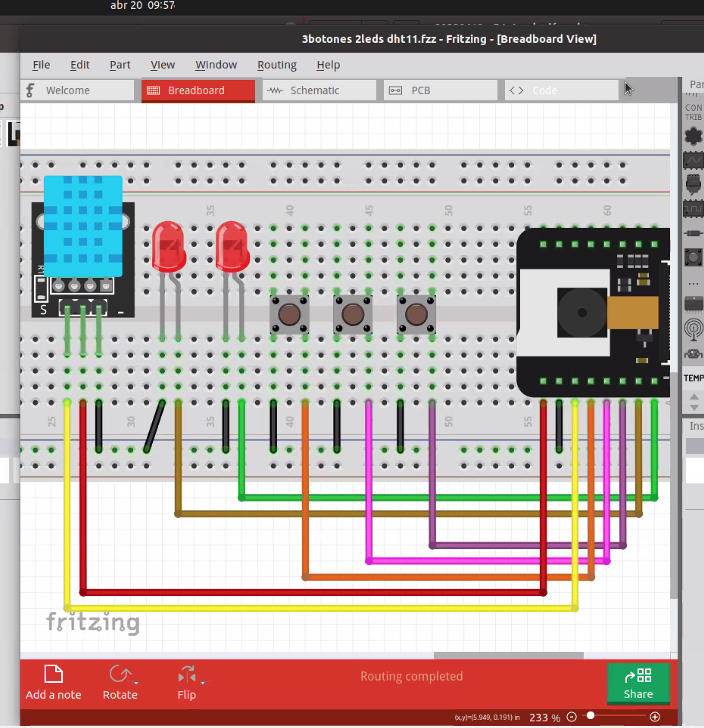 abr 20 09:57
3botones 2leds dht11.fzz - Fritzing - [Breadboard View]
File Edit Part View Window Routing Help
Welcome Breadboard Schematic PCB Code
Par
CON
TRIB
35 40 45 50 55 60
S -
25 30 35 40 45 50 55
TEMP
Ins
fritzing
Add a note Rotate Flip
Routing completed
Share
(x,y)=(5.949, 0.191) in 233 %